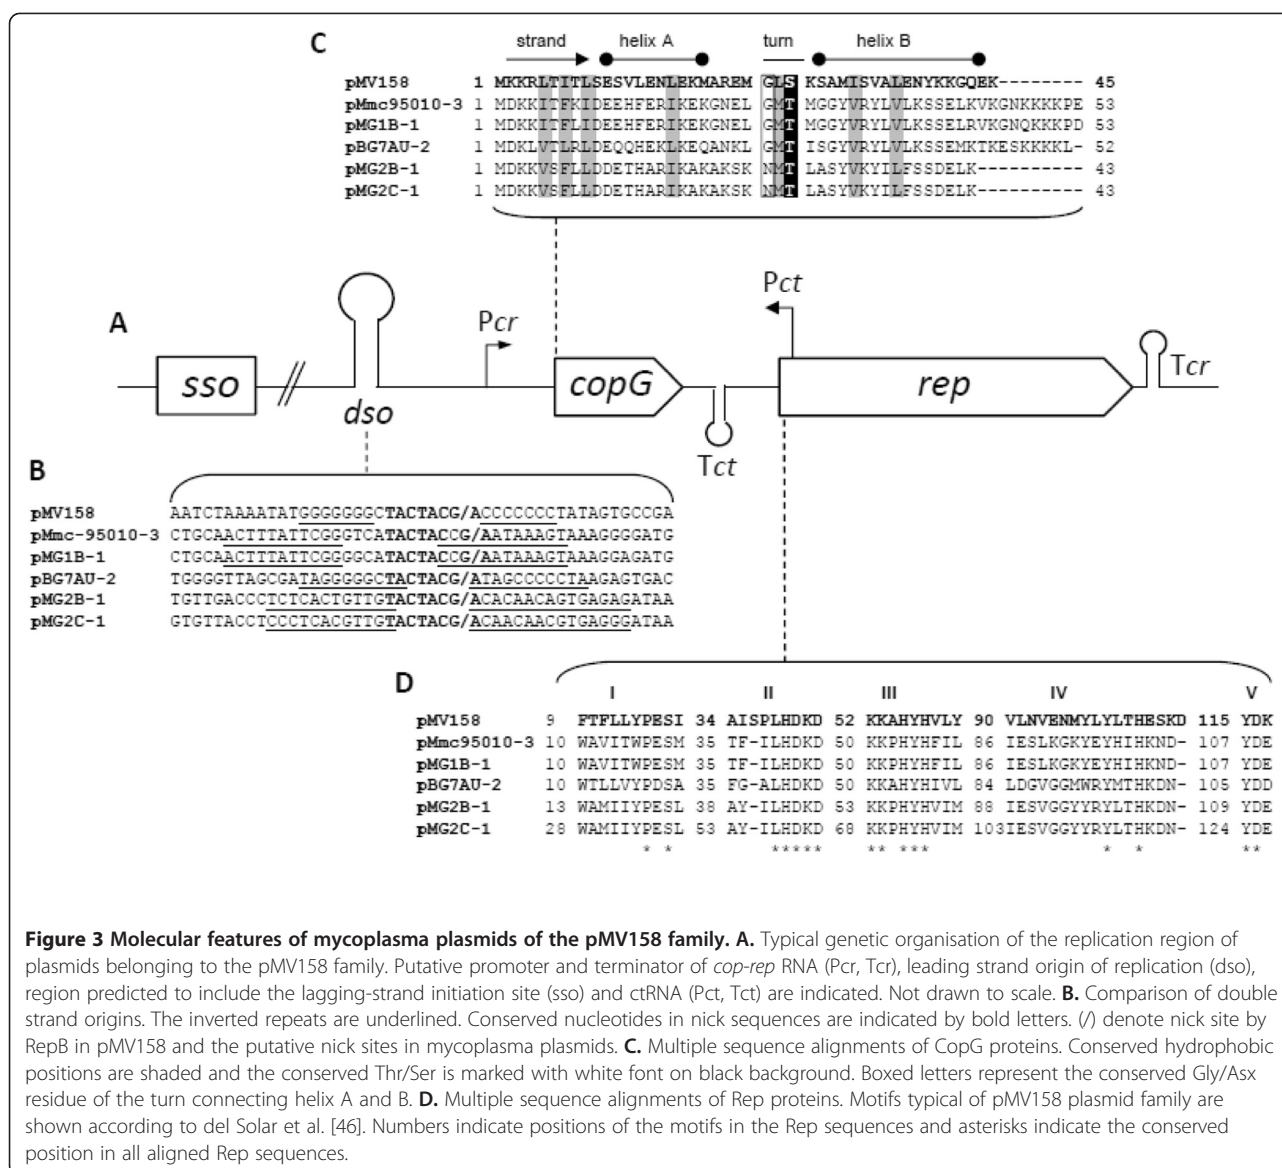 C
strand helix A turn helix B
pMV158 1 MKKRLTITLSESVLENLEKMAREM GLS KSAMISVALENYKKGQEK-------- 45
pMmc95010-3 1 MDKKITFKIDEEHFERIKEKGNEL GMT MGGYVRYLVLKSSELKVKGNKKKKPE 53
pMG1B-1 1 MDKKITFLIDEEHFERIKEKGNEL GMT MGGYVRYLVLKSSELRVKGNQKKKPD 53
pBG7AU-2 1 MDKLVTLRLDEQQHEKLKEQANKL GMT ISGYVRYLVLKSSEMKTKESKKKKL- 52
pMG2B-1 1 MDKKVSFLLDDETHARIKAKAKSK NMT LASYVKYILFSSDELK---------- 43
pMG2C-1 1 MDKKVSFLLDDETHARIKAKAKSK NMT LASYVKYILFSSDELK---------- 43
A
sso dso Pcr copG Tct Pct rep Tcr
B
pMV158 AATCTAAAATATGGGGGGGCTACTACG/ACCCCCCCTATAGTGCCGA
pMmc-95010-3 CTGCAACTTTATTCGGGTCATACTACCG/AATAAAGTAAAGGGGATG
pMG1B-1 CTGCAACTTTATTCGGGGCATACTACCG/AATAAAGTAAAGGAGATG
pBG7AU-2 TGGGGTTAGCGATAGGGGGCTACTACG/ATAGCCCCCTAAGAGTGAC
pMG2B-1 TGTTGACCCTCTCACTGTTGTACTACG/ACACAACAGTGAGAGATAA
pMG2C-1 GTGTTACCTCCCTCACGTTGTACTACG/ACAACAACGTGAGGGATAA
D
I II III IV V
pMV158 9 FTFLLYPESI 34 AISPLHDKD 52 KKAHYHVLY 90 VLNVENMYLYLTHESKD 115 YDK
pMmc95010-3 10 WAVITWPESM 35 TF-ILHDKD 50 KKPHYHFIL 86 IESLKGKYEYHIHKND- 107 YDE
pMG1B-1 10 WAVITWPESM 35 TF-ILHDKD 50 KKPHYHFIL 86 IESLKGKYEYHIHKND- 107 YDE
pBG7AU-2 10 WTLLVYPDSA 35 FG-ALHDKD 50 KKAHYHIVL 84 LDGVGGMWRYMTHKDN- 105 YDD
pMG2B-1 13 WAMIIYPESL 38 AY-ILHDKD 53 KKPHYHVIM 88 IESVGGYYRYLTHKDN- 109 YDE
pMG2C-1 28 WAMIIYPESL 53 AY-ILHDKD 68 KKPHYHVIM 103IESVGGYYRYLTHKDN- 124 YDE
* * ***** ** *** * * **
Figure 3 Molecular features of mycoplasma plasmids of the pMV158 family. A. Typical genetic organisation of the replication region of
plasmids belonging to the pMV158 family. Putative promoter and terminator of cop-rep RNA (Pcr, Tcr), leading strand origin of replication (dso),
region predicted to include the lagging-strand initiation site (sso) and ctRNA (Pct, Tct) are indicated. Not drawn to scale. B. Comparison of double
strand origins. The inverted repeats are underlined. Conserved nucleotides in nick sequences are indicated by bold letters. (/) denote nick site by
RepB in pMV158 and the putative nick sites in mycoplasma plasmids. C. Multiple sequence alignments of CopG proteins. Conserved hydrophobic
positions are shaded and the conserved Thr/Ser is marked with white font on black background. Boxed letters represent the conserved Gly/Asx
residue of the turn connecting helix A and B. D. Multiple sequence alignments of Rep proteins. Motifs typical of pMV158 plasmid family are
shown according to del Solar et al. [46]. Numbers indicate positions of the motifs in the Rep sequences and asterisks indicate the conserved
position in all aligned Rep sequences.